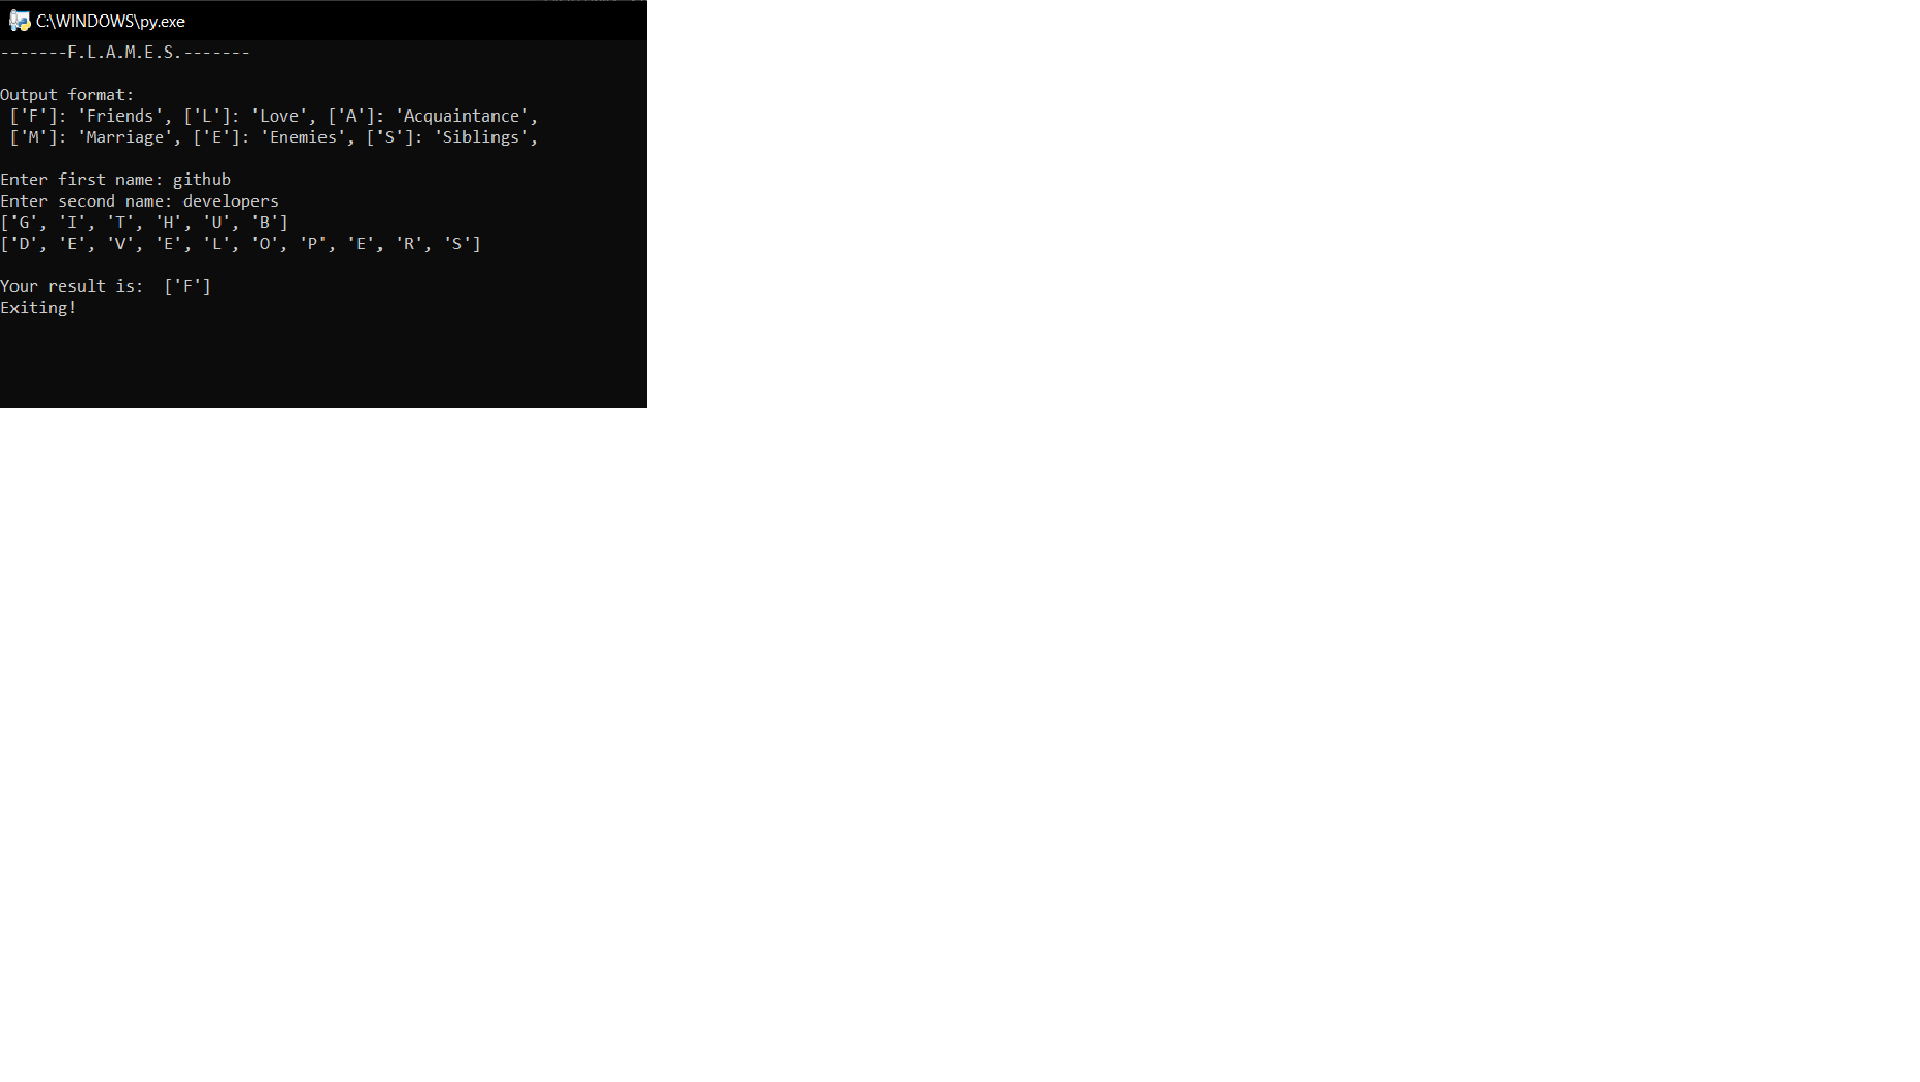 C:\WINDOWS\py.exe
-------F.L.A.M.E.S.-------
Output format:
['F']: 'Friends', ['L']: 'Love', ['A']: 'Acquaintance',
['M']: 'Marriage', ['E']: 'Enemies', ['S']: 'Siblings',
Enter first name: github
Enter second name: developers
['G', 'I', 'T', 'H', 'U', 'B']
['D', 'E', 'V', 'E', 'L', 'O', 'P', 'E', 'R', 'S']
Your result is:  ['F']
Exiting!